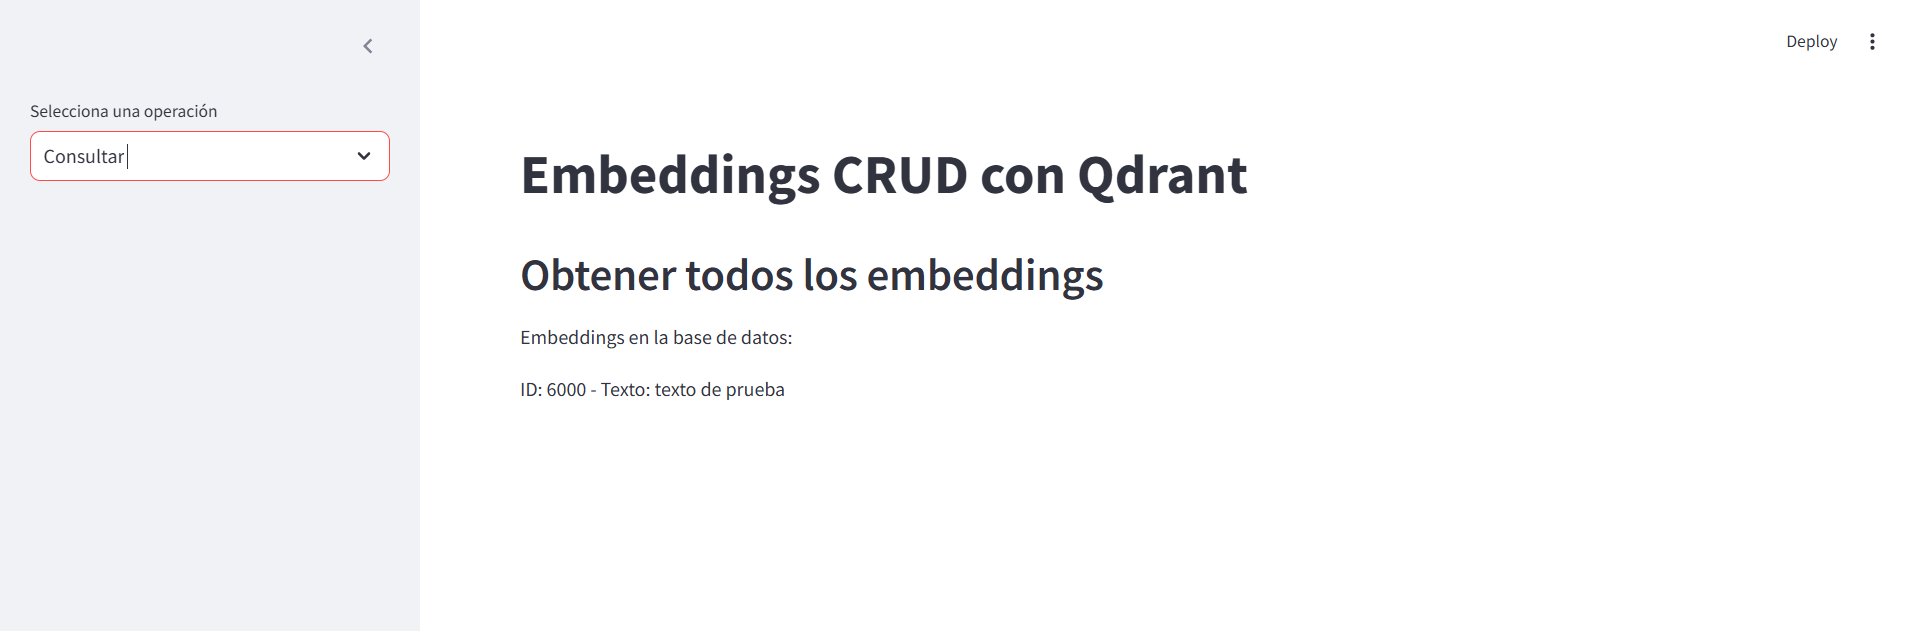 Deploy
Selecciona una operación
Consultar
Embeddings CRUD con Qdrant
Obtener todos los embeddings
Embeddings en la base de datos:
ID: 6000 - Texto: texto de prueba